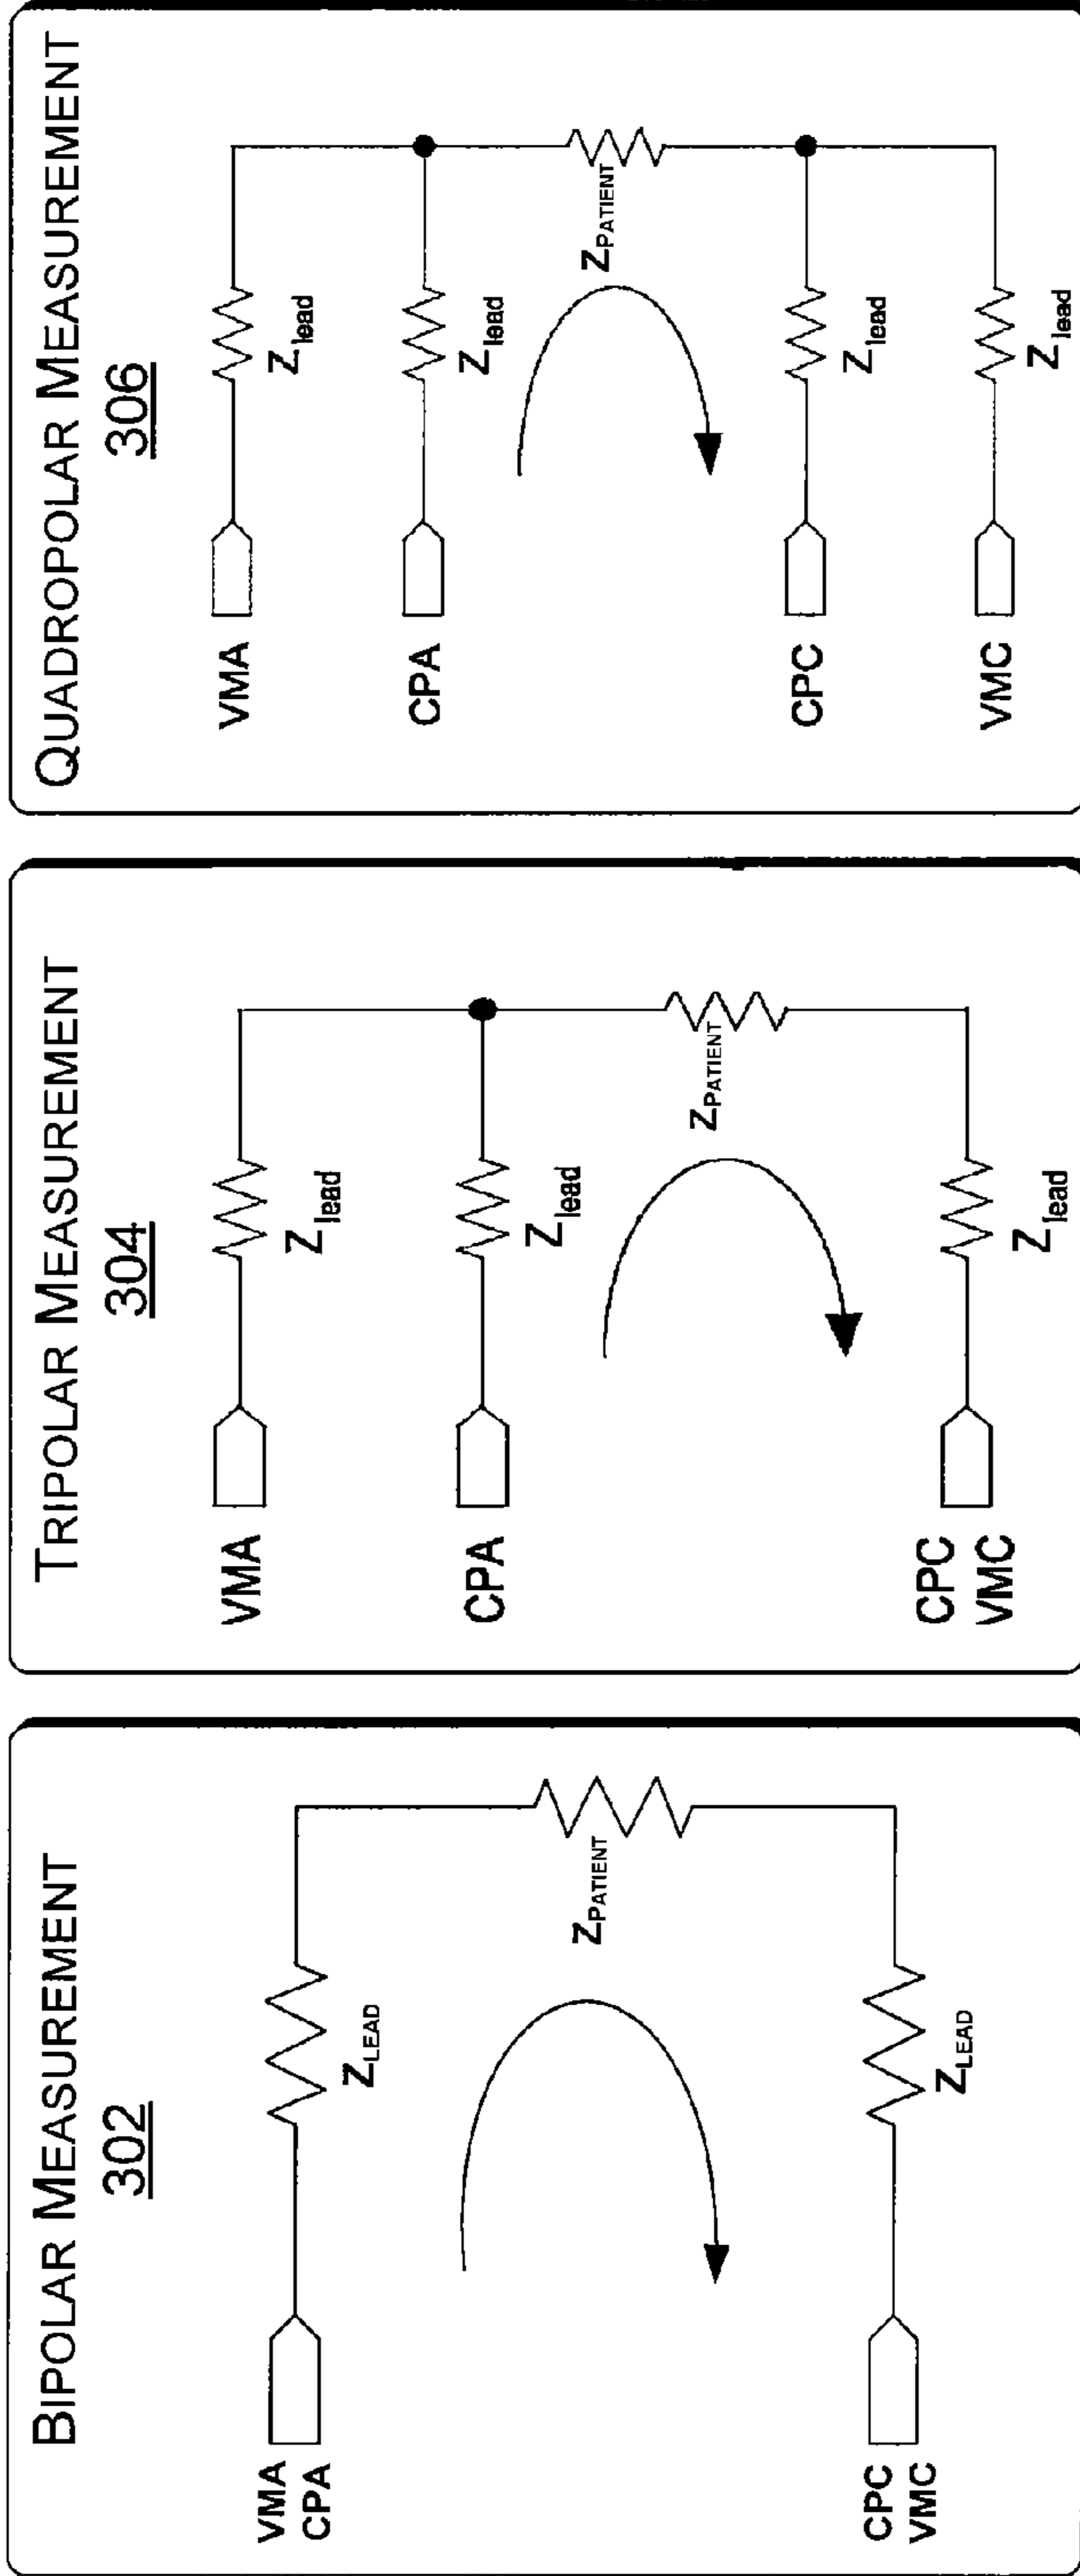 BIPOLAR MEASUREMENT
302
VMA
CPA
ZLEAD
ZPATIENT
CPC
VMC
ZLEAD
TRIPOLAR MEASUREMENT
304
VMA
Zlead
CPA
Zlead
ZPATIENT
CPC
VMC
Zlead
QUADROPOLAR MEASUREMENT
306
VMA
Zlead
CPA
Zlead
ZPATIENT
CPC
Zlead
VMC
Zlead